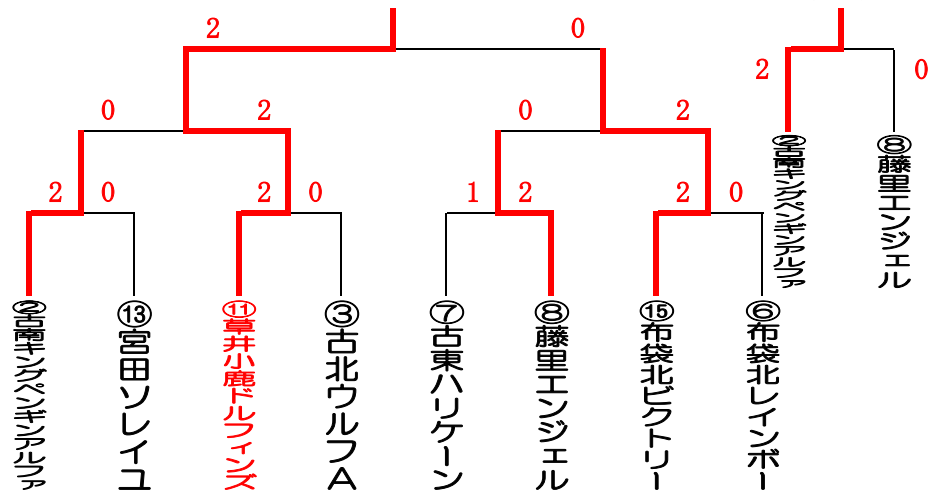 2 0
2 0
0 2 0 2
2 0 2 0 1 2 2 0
②古南キングペンギンアルファ
⑧藤里エンジェル
②古南キングペンギンアルファ
⑬宮田ソレイユ
⑪草井小鹿ドルフィンズ
③古北ウルフA
⑦古東ハリケーン
⑧藤里エンジェル
⑮布袋北ビクトリー
⑥布袋北レインボー